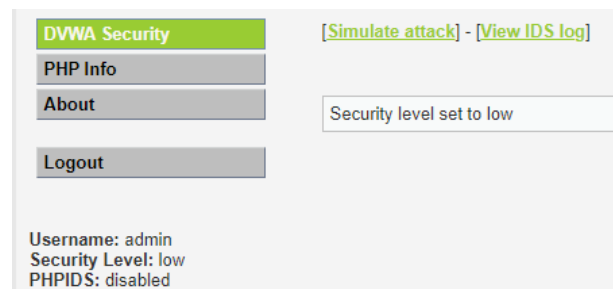 DVWA Security
[Simulate attack] - [View IDS log]
PHP Info
About
Security level set to low
Logout
Username: admin
Security Level: low
PHPIDS: disabled